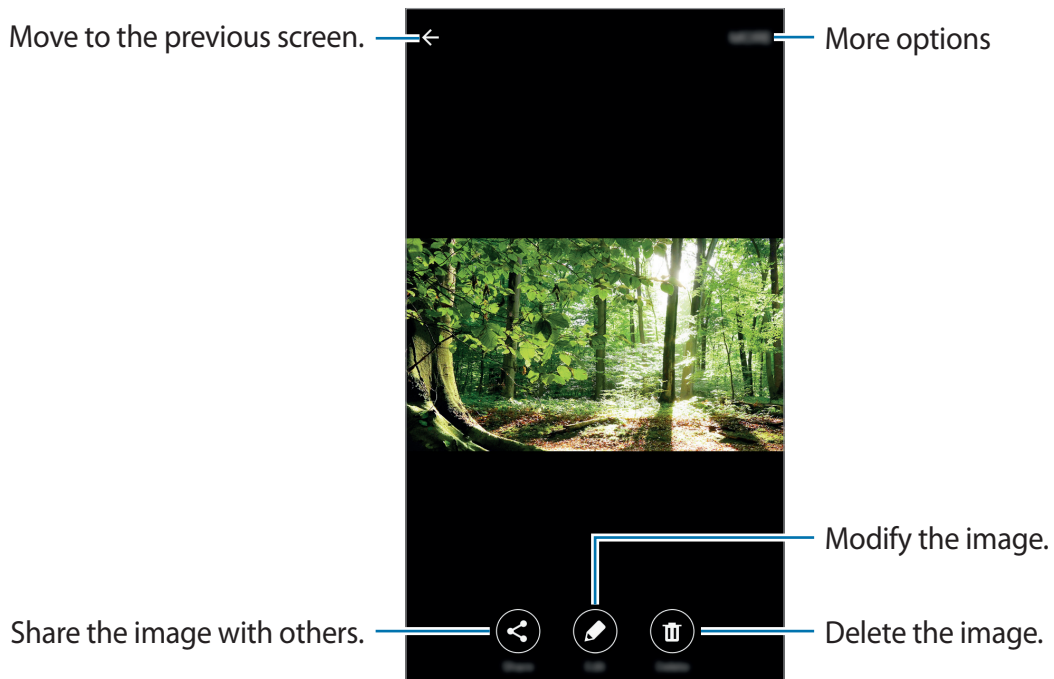 Move to the previous screen.
More options
Modify the image.
Share the image with others.
Delete the image.